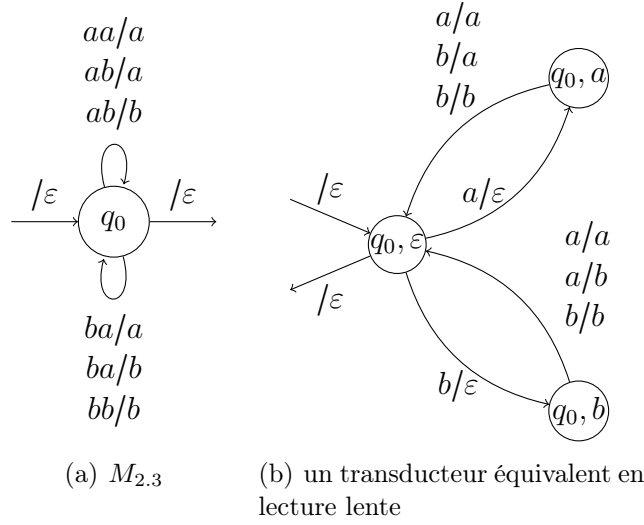 aa/a
ab/a
ab/b
/ε
q₀
/ε
ba/a
ba/b
bb/b
(a) M₂.₃
a/a
b/a
b/b
q₀, a
a/ε
/ε
q₀, ε
/ε
a/a
a/b
b/b
b/ε
q₀, b
(b) un transducteur équivalent en
lecture lente